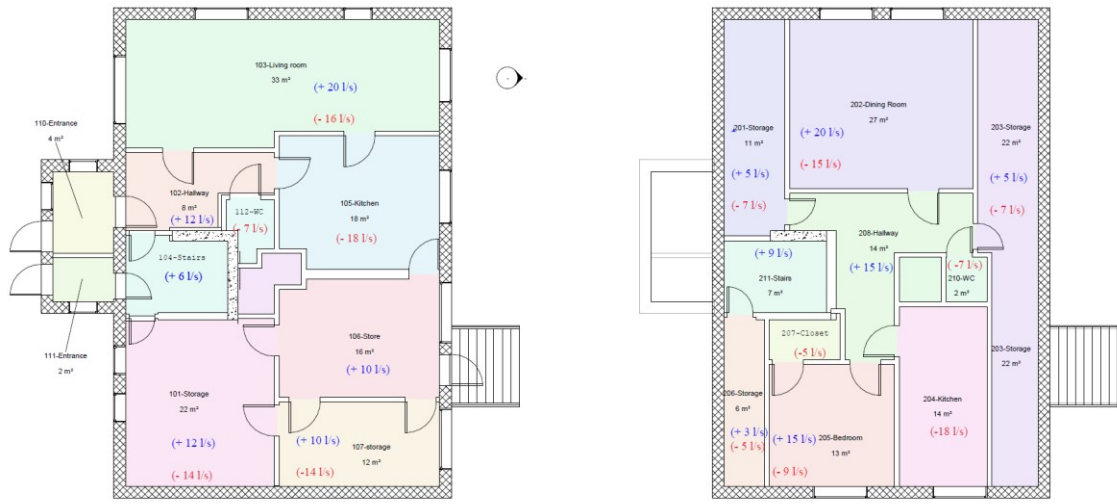 103-Living room
33 m²
(+ 20 l/s)
(- 16 l/s)
110-Entrance
4 m²
102-Hallway
8 m²
(+ 12 l/s)
112-WC
(- 7 l/s)
105-Kitchen
18 m²
(- 18 l/s)
104-Stairs
(+ 6 l/s)
111-Entrance
2 m²
106-Store
16 m²
(+ 10 l/s)
101-Storage
22 m²
(+ 12 l/s)
(- 14 l/s)
(+ 10 l/s)
107-storage
12 m²
(-14 l/s)
202-Dining Room
27 m²
(+ 20 l/s)
(- 15 l/s)
201-Storage
11 m²
(+ 5 l/s)
(- 7 l/s)
203-Storage
22 m²
(+ 5 l/s)
(- 7 l/s)
208-Hallway
14 m²
(+ 15 l/s)
(+ 9 l/s)
211-Stairs
7 m²
(-7 l/s)
210-WC
2 m²
207-Closet
(-5 l/s)
203-Storage
22 m²
206-Storage
6 m²
(+ 3 l/s)
(- 5 l/s)
(+ 15 l/s)
205-Bedroom
13 m²
(- 9 l/s)
204-Kitchen
14 m²
(-18 l/s)